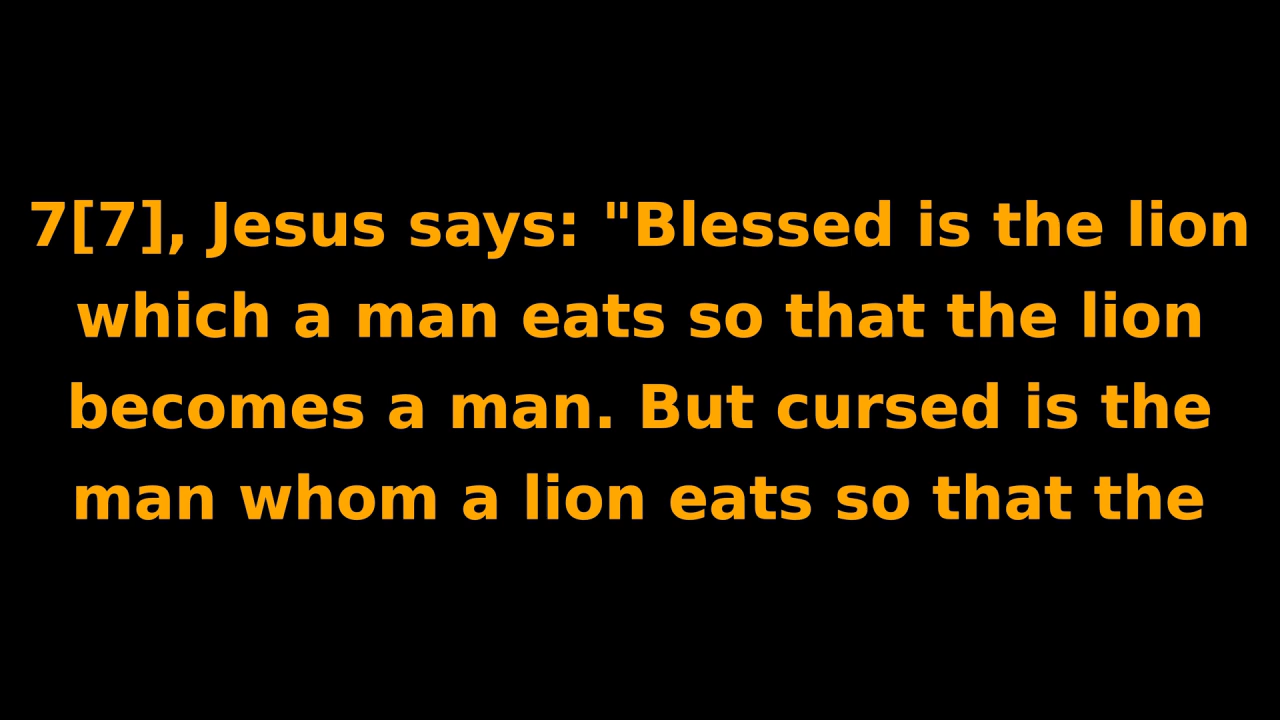 7[7], Jesus says: "Blessed is the lion
which a man eats so that the lion
becomes a man. But cursed is the
man whom a lion eats so that the